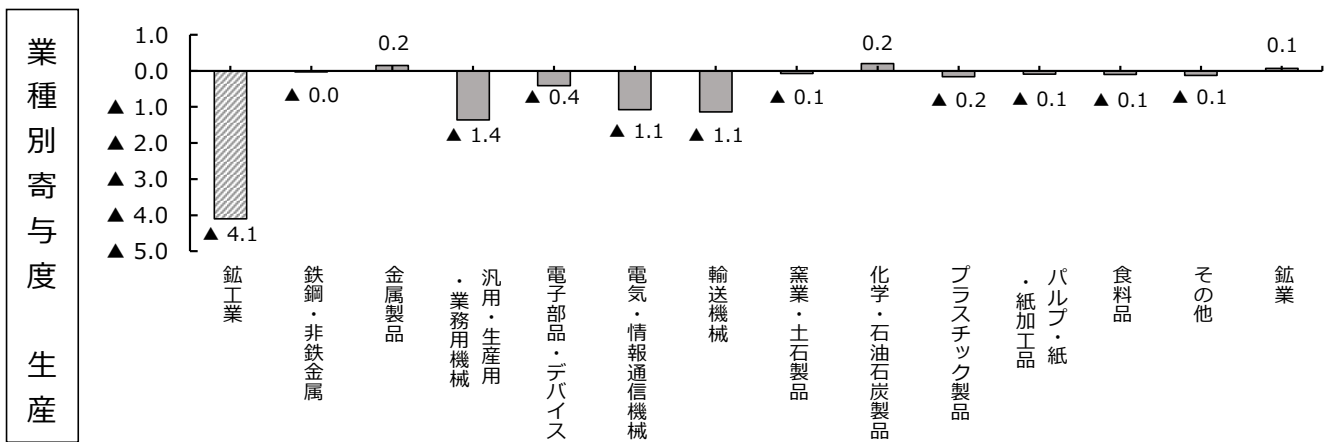 業種別寄与度 生産
1.0
0.0
▲ 1.0
▲ 2.0
▲ 3.0
▲ 4.0
▲ 5.0
▲ 4.1
▲ 0.0
0.2
▲ 1.4
▲ 0.4
▲ 1.1
▲ 1.1
▲ 0.1
0.2
▲ 0.2
▲ 0.1
▲ 0.1
▲ 0.1
0.1
鉱工業
鉄鋼・非鉄金属
金属製品
汎用・生産用
・業務用機械
電子部品・デバイス
電気・情報通信機械
輸送機械
窯業・土石製品
化学・石油石炭製品
プラスチック製品
パルプ・紙
・紙加工品
食料品
その他
鉱業